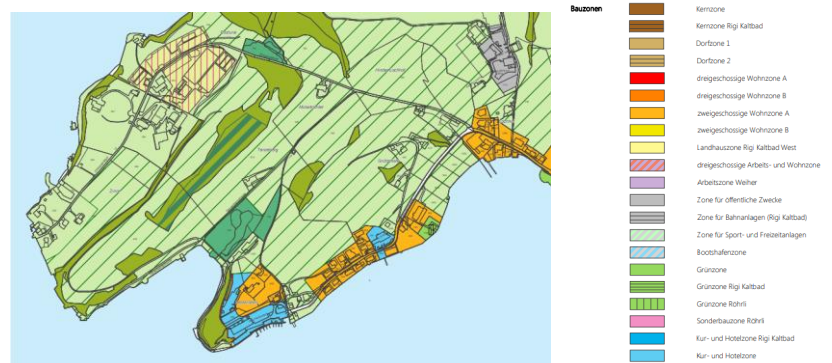 Bauzonen
Kernzone
Kernzone Rigi Kaltbad
Dorfzone 1
Dorfzone 2
dreigeschossige Wohnzone A
dreigeschossige Wohnzone B
zweigeschossige Wohnzone A
zweigeschossige Wohnzone B
Landhauszone Rigi Kaltbad West
dreigeschossige Arbeits- und Wohnzone
Arbeitszone Weiher
Zone für öffentliche Zwecke
Zone für Bahnanlagen (Rigi Kaltbad)
Zone für Sport- und Freizeitanlagen
Bootshafenzone
Grünzone
Grünzone Rigi Kaltbad
Grünzone Röhrli
Sonderbauzone Röhrli
Kur- und Hotelzone Rigi Kaltbad
Kur- und Hotelzone